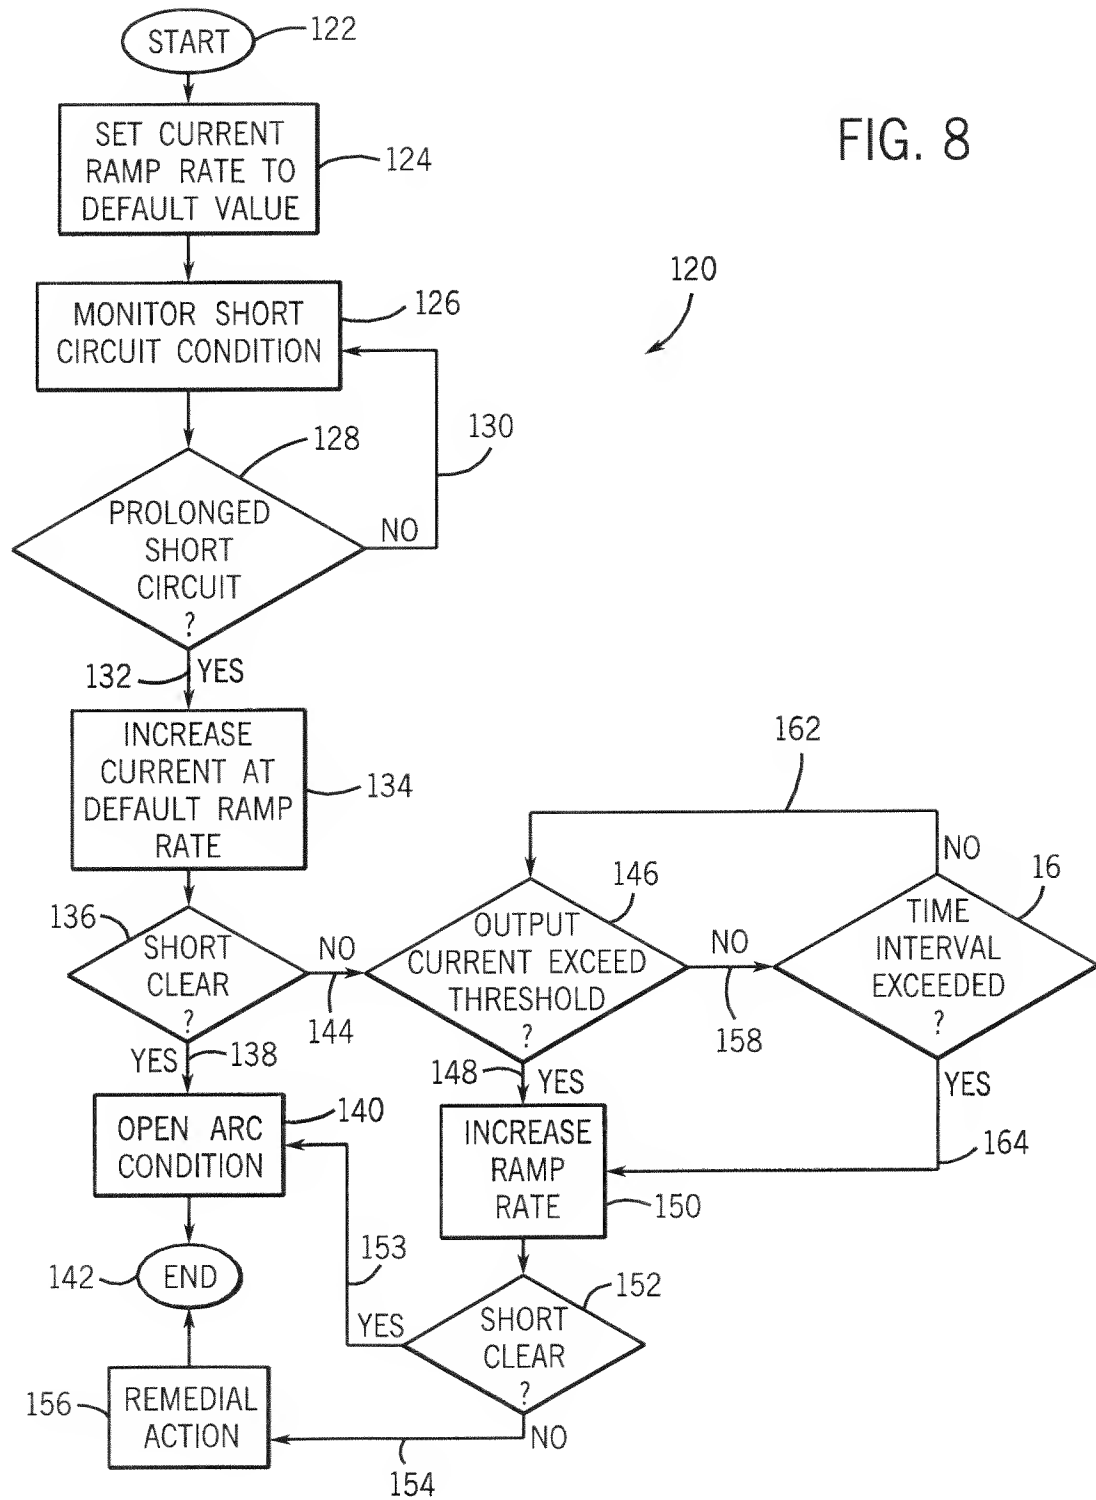 START
122
FIG. 8
SET CURRENT
RAMP RATE TO
DEFAULT VALUE
124
120
MONITOR SHORT
CIRCUIT CONDITION
126
128
130
PROLONGED
SHORT
CIRCUIT
?
NO
132
YES
INCREASE
CURRENT AT
DEFAULT RAMP
RATE
134
162
136
SHORT
CLEAR
?
NO
144
146
OUTPUT
CURRENT EXCEED
THRESHOLD
?
NO
158
NO
16
TIME
INTERVAL
EXCEEDED
?
YES
138
148
YES
YES
164
OPEN ARC
CONDITION
140
INCREASE
RAMP
RATE
150
153
142
END
152
SHORT
CLEAR
?
YES
NO
156
REMEDIAL
ACTION
154